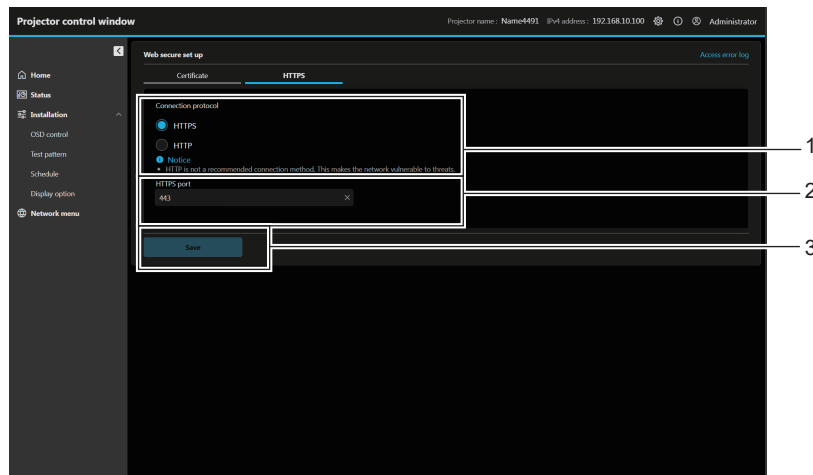 Projector control window
Projector name : Name4491 IPv4 address : 192.168.10.100 Administrator
Web secure set up
Access error log
Certificate
HTTPS
Home
Status
Installation
OSD control
Test pattern
Schedule
Display option
Network menu
Connection protocol
HTTPS
HTTP
Notice
• HTTP is not a recommended connection method. This makes the network vulnerable to threats.
HTTPS port
443
Save
1
2
3